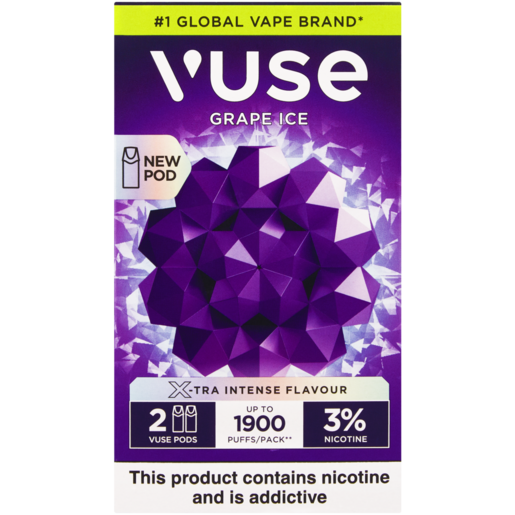 #1 GLOBAL VAPE BRAND*
VUSE
GRAPE ICE
NEW
POD
X-TRA INTENSE FLAVOUR
2
VUSE PODS
UP TO
1900
PUFFS/PACK**
3%
NICOTINE
This product contains nicotine
and is addictive